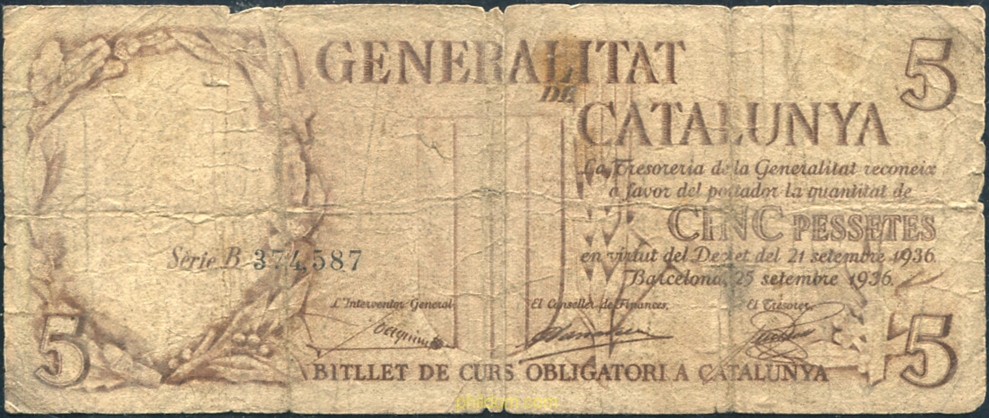 GENERALITAT
DE
CATALUNYA
5
La Tresoreria de la Generalitat reconeix
a favor del portador la quantitat de
CINC PESSETES
en virtut del Decret del 21 setembre 1936
Barcelona, 25 setembre 1936.
Sèrie B 374,587
L'Interventor General
El Conseller de Finances,
El Tresorer,
5
5
BITLLET DE CURS OBLIGATORI A CATALUNYA